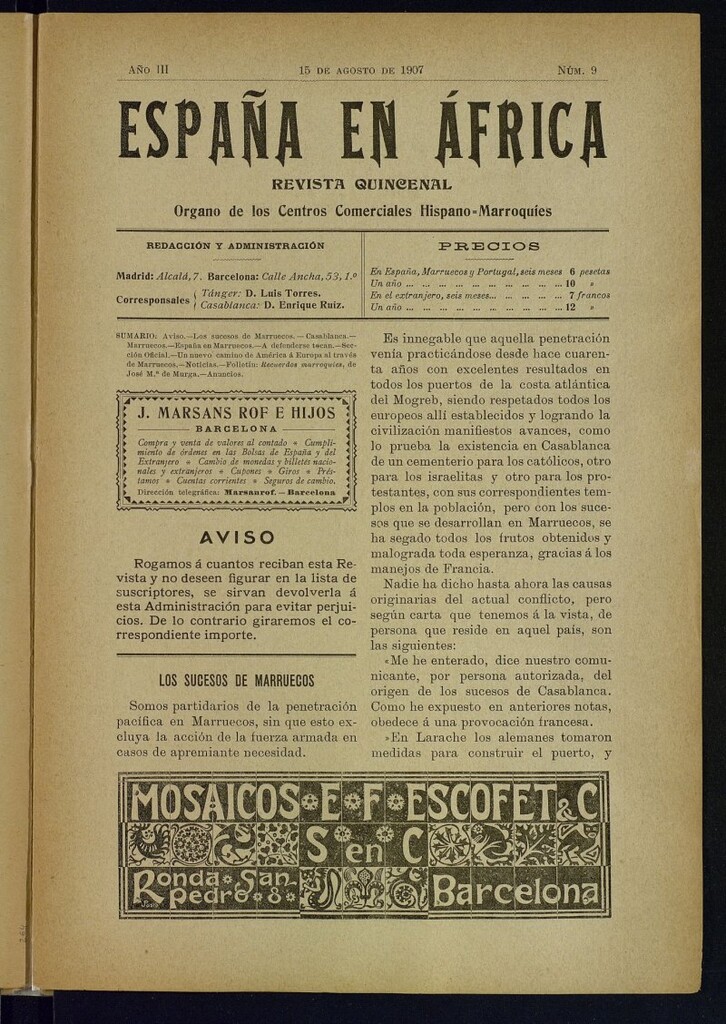 AÑO III 15 DE AGOSTO DE 1907 NÚM. 9
ESPAÑA EN ÁFRICA
REVISTA QUINCENAL
Organo de los Centros Comerciales Hispano-Marroquíes
REDACCIÓN Y ADMINISTRACIÓN
Madrid: Alcalá, 7. Barcelona: Calle Ancha, 53, 1.º
Corresponsales { Tánger: D. Luis Torres.
Casablanca: D. Enrique Ruiz.
PRECIOS
En España, Marruecos y Portugal, seis meses 6 pesetas
Un año ... ... ... ... ... ... ... ... ... ... 10 »
En el extranjero, seis meses... ... ... ... ... 7 francos
Un año ... ... ... ... ... ... ... ... ... ... 12 »
SUMARIO: Aviso.—Los sucesos de Marruecos.—Casablanca.—
Marruecos.—España en Marruecos.—A defenderse tocan.—Sec-
ción Oficial.—Un nuevo camino de América á Europa al través
de Marruecos.—Noticias.—Folletín: Recuerdos marroquíes, de
José M.ª de Murga.—Anuncios.
J. MARSANS ROF E HIJOS
BARCELONA
Compra y venta de valores al contado * Cumpli-
miento de órdenes en las Bolsas de España y del
Extranjero * Cambio de monedas y billetes nacio-
nales y extranjeros * Cupones * Giros * Prés-
tamos * Cuentas corrientes * Seguros de cambio.
Dirección telegráfica: Marsansrof. — Barcelona
AVISO
Rogamos á cuantos reciban esta Re-
vista y no deseen figurar en la lista de
suscriptores, se sirvan devolverla á
esta Administración para evitar perjui-
cios. De lo contrario giraremos el co-
rrespondiente importe.
LOS SUCESOS DE MARRUECOS
Somos partidarios de la penetración
pacífica en Marruecos, sin que esto ex-
cluya la acción de la fuerza armada en
casos de apremiante necesidad.
Es innegable que aquella penetración
venía practicándose desde hace cuaren-
ta años con excelentes resultados en
todos los puertos de la costa atlántica
del Mogreb, siendo respetados todos los
europeos allí establecidos y logrando la
civilización manifiestos avances, como
lo prueba la existencia en Casablanca
de un cementerio para los católicos, otro
para los israelitas y otro para los pro-
testantes, con sus correspondientes tem-
plos en la población, pero con los suce-
sos que se desarrollan en Marruecos, se
ha segado todos los frutos obtenidos y
malograda toda esperanza, gracias á los
manejos de Francia.
Nadie ha dicho hasta ahora las causas
originarias del actual conflicto, pero
según carta que tenemos á la vista, de
persona que reside en aquel país, son
las siguientes:
«Me he enterado, dice nuestro comu-
nicante, por persona autorizada, del
origen de los sucesos de Casablanca.
Como he expuesto en anteriores notas,
obedece á una provocación francesa.
»En Larache los alemanes tomaron
medidas para construir el puerto, y
MOSAICOS E F ESCOFET & C
S en C
Ronda San
Pedro 8
Barcelona